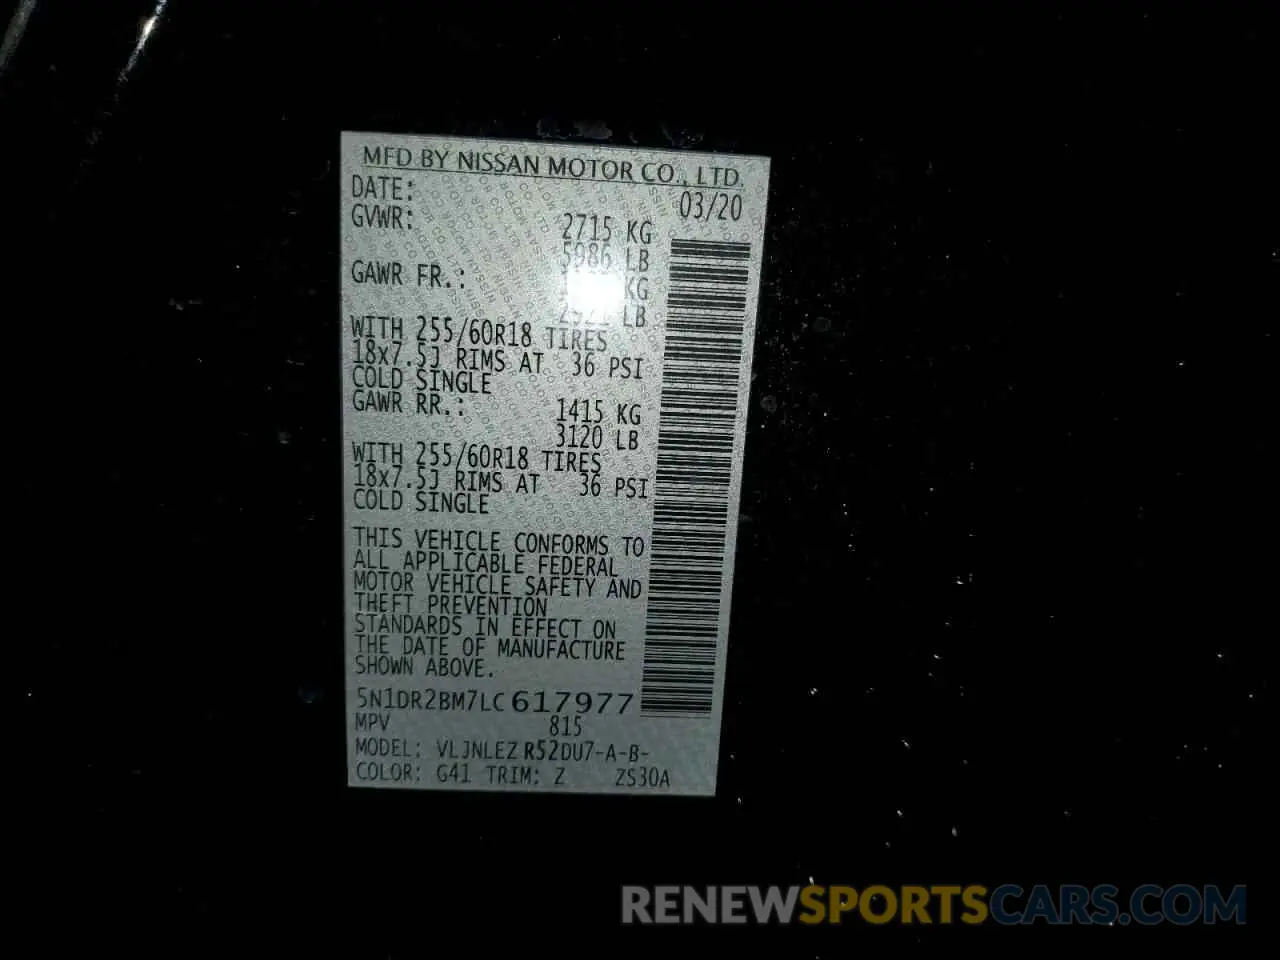 MFD BY NISSAN MOTOR CO., LTD.
DATE: 03/20
GVWR: 2715 KG
5986 LB
GAWR FR.: KG
LB
WITH 255/60R18 TIRES
18x7.5J RIMS AT 36 PSI
COLD SINGLE
GAWR RR.: 1415 KG
3120 LB
WITH 255/60R18 TIRES
18x7.5J RIMS AT 36 PSI
COLD SINGLE
THIS VEHICLE CONFORMS TO
ALL APPLICABLE FEDERAL
MOTOR VEHICLE SAFETY AND
THEFT PREVENTION
STANDARDS IN EFFECT ON
THE DATE OF MANUFACTURE
SHOWN ABOVE.
5N1DR2BM7LC617977
MPV 815
MODEL: VLJNLEZ R52DU7-A-B-
COLOR: G41 TRIM: Z ZS30A
RENEWSPORTSCARS.COM